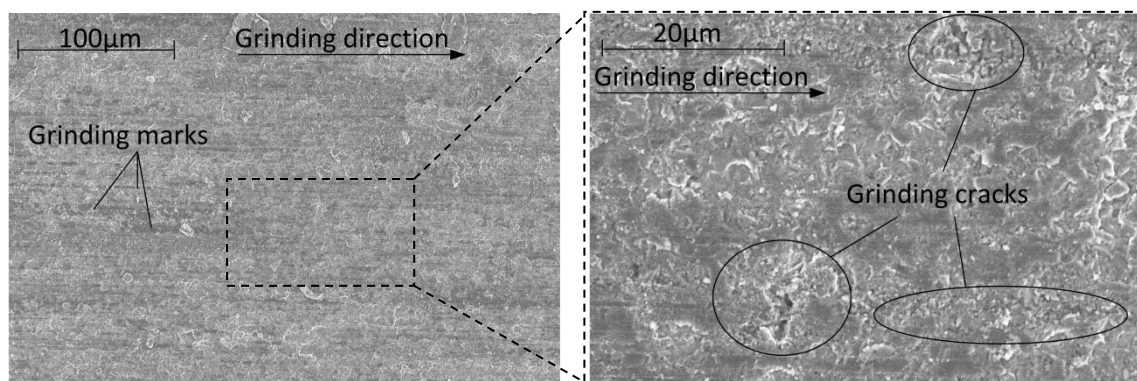 100μm
Grinding direction
Grinding marks
20μm
Grinding direction
Grinding cracks